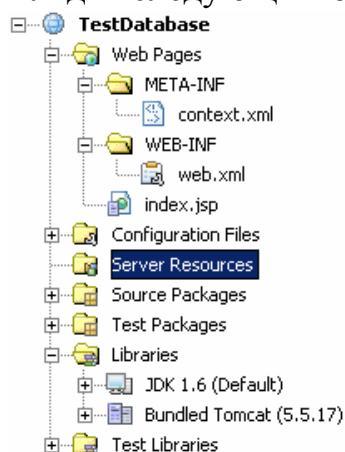 TestDatabase
Web Pages
META-INF
context.xml
WEB-INF
web.xml
index.jsp
Configuration Files
Server Resources
Source Packages
Test Packages
Libraries
JDK 1.6 (Default)
Bundled Tomcat (5.5.17)
Test Libraries